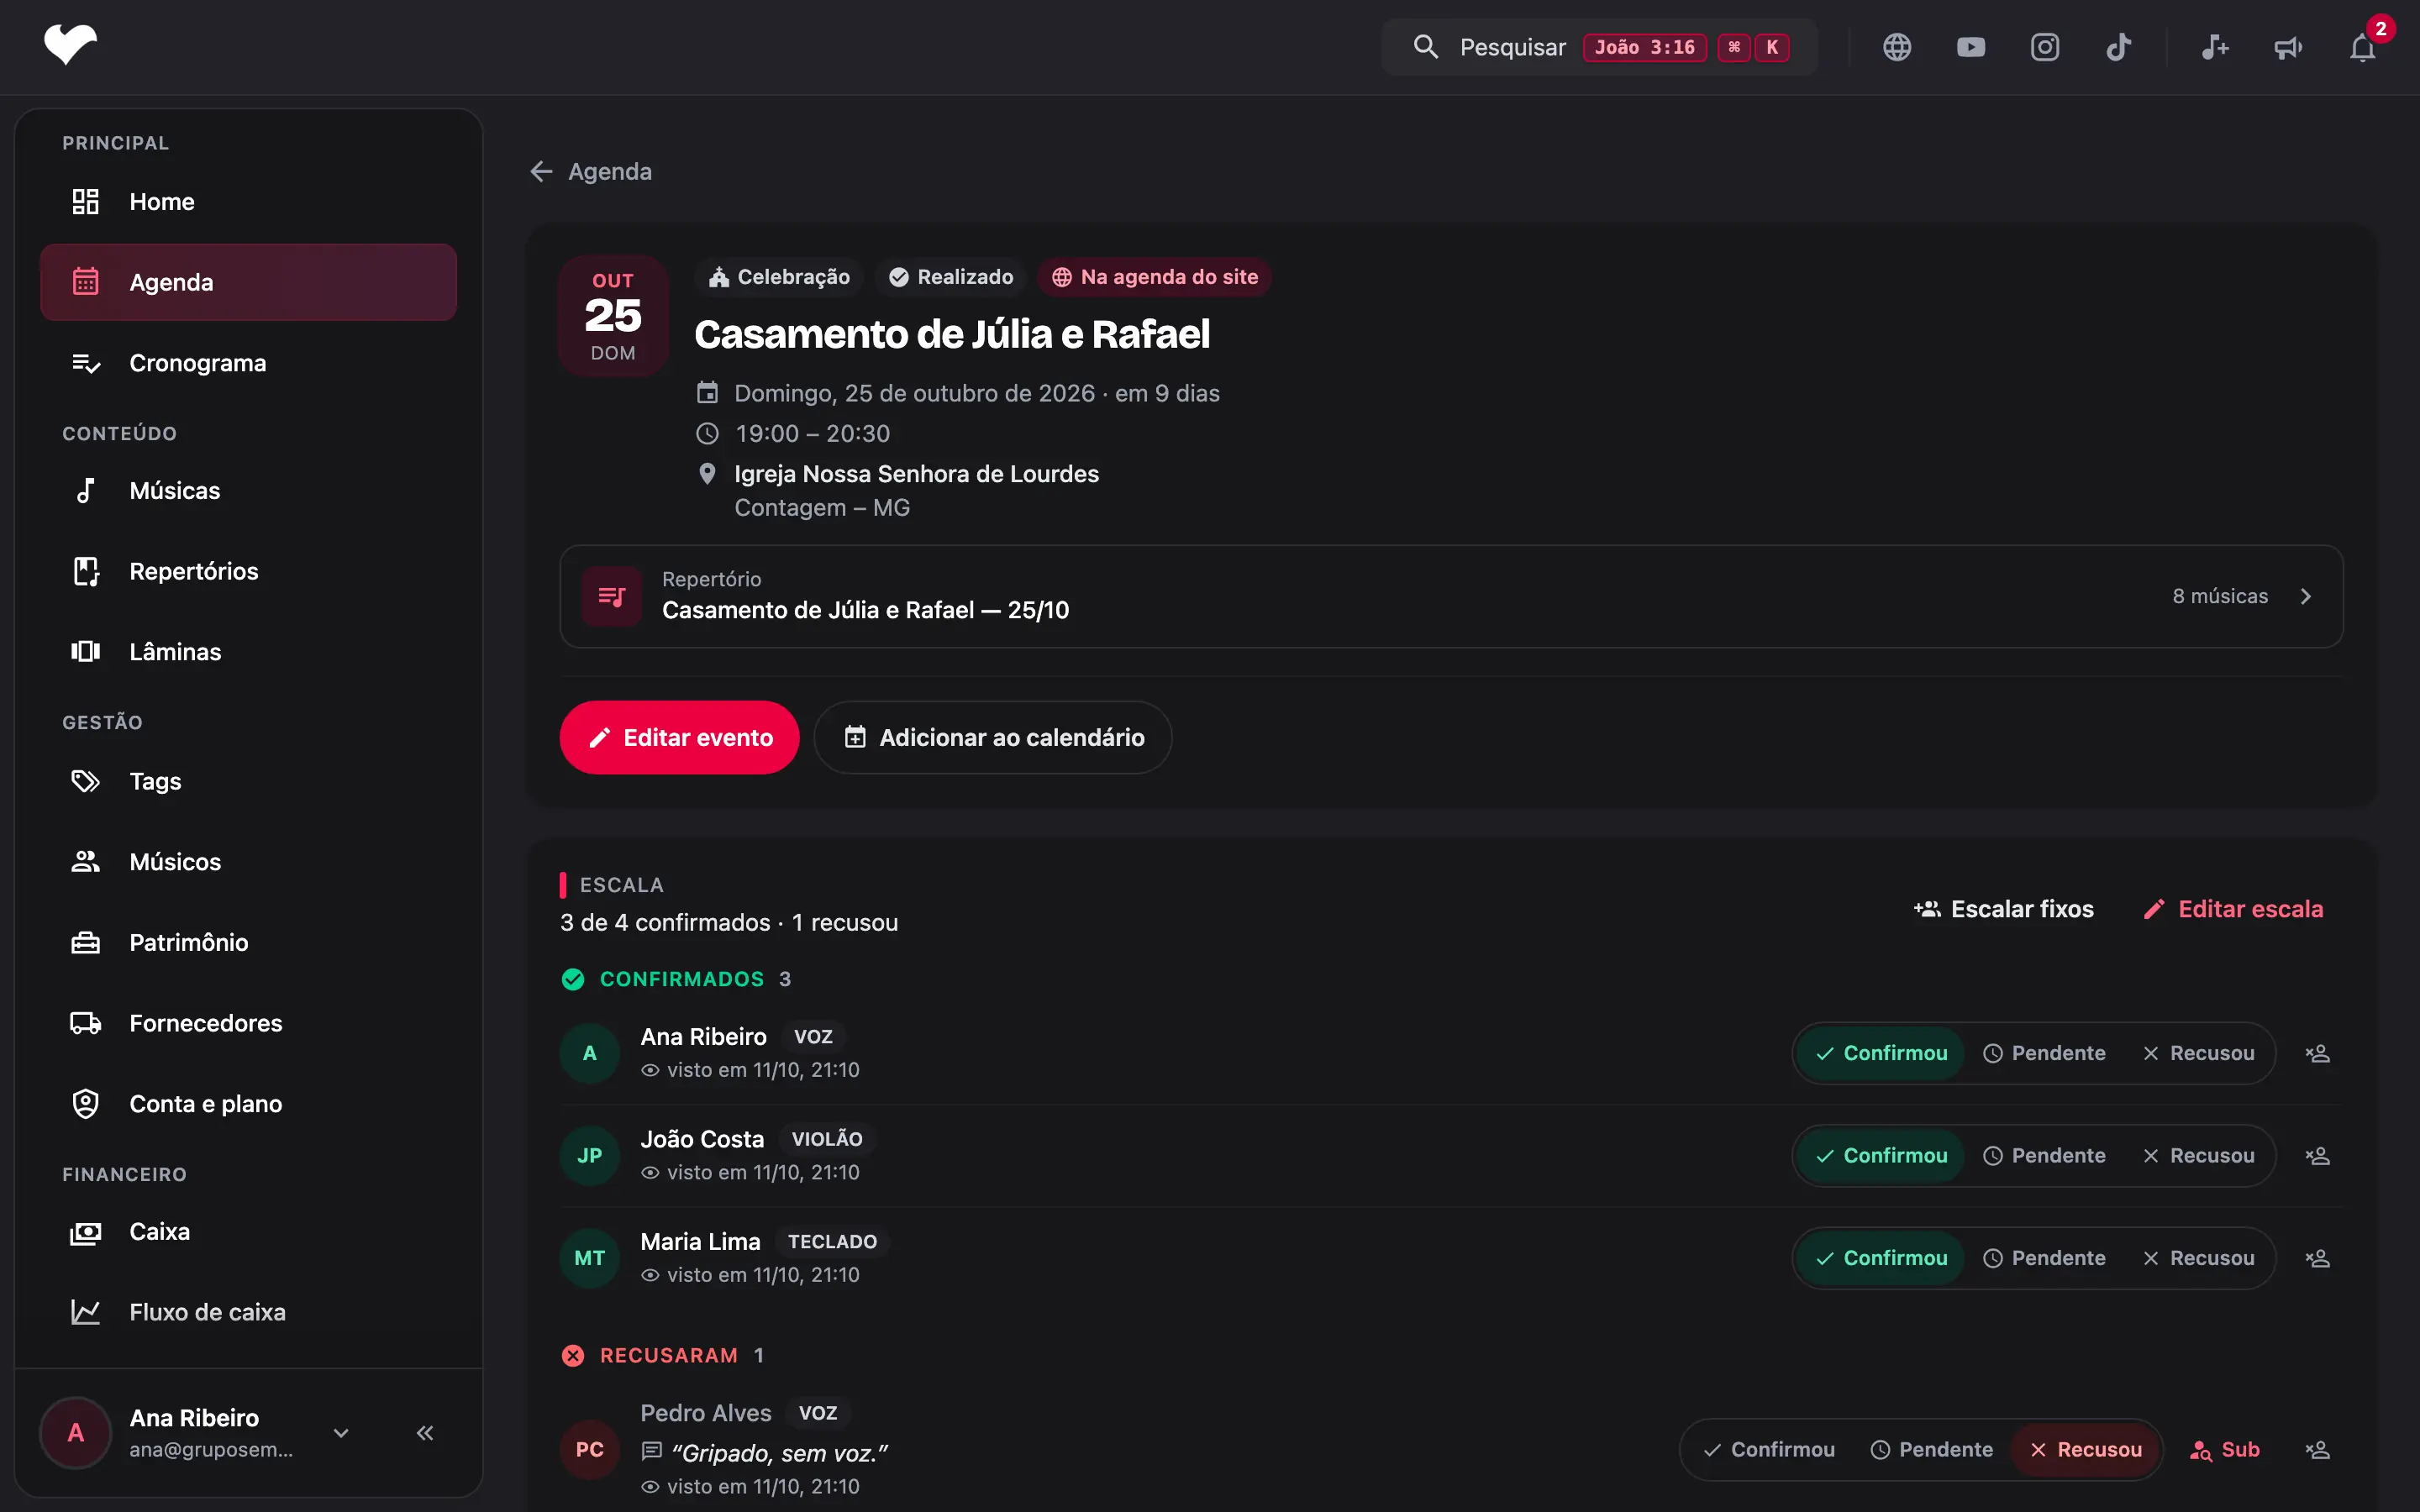 Pesquisar João 3:16 ⌘ K
2
PRINCIPAL
Home
Agenda
Cronograma
CONTEÚDO
Músicas
Repertórios
Lâminas
GESTÃO
Tags
Músicos
Patrimônio
Fornecedores
Conta e plano
FINANCEIRO
Caixa
Fluxo de caixa
A
Ana Ribeiro
ana@gruposem...
Agenda
OUT
25
DOM
Celebração Realizado Na agenda do site
Casamento de Júlia e Rafael
Domingo, 25 de outubro de 2026 · em 9 dias
19:00 – 20:30
Igreja Nossa Senhora de Lourdes
Contagem – MG
Repertório
Casamento de Júlia e Rafael — 25/10
8 músicas
Editar evento Adicionar ao calendário
ESCALA
3 de 4 confirmados · 1 recusou
Escalar fixos Editar escala
CONFIRMADOS 3
A
Ana Ribeiro VOZ
visto em 11/10, 21:10
Confirmou Pendente Recusou
JP
João Costa VIOLÃO
visto em 11/10, 21:10
Confirmou Pendente Recusou
MT
Maria Lima TECLADO
visto em 11/10, 21:10
Confirmou Pendente Recusou
RECUSARAM 1
PC
Pedro Alves VOZ
“Gripado, sem voz.”
visto em 11/10, 21:10
Confirmou Pendente Recusou Sub